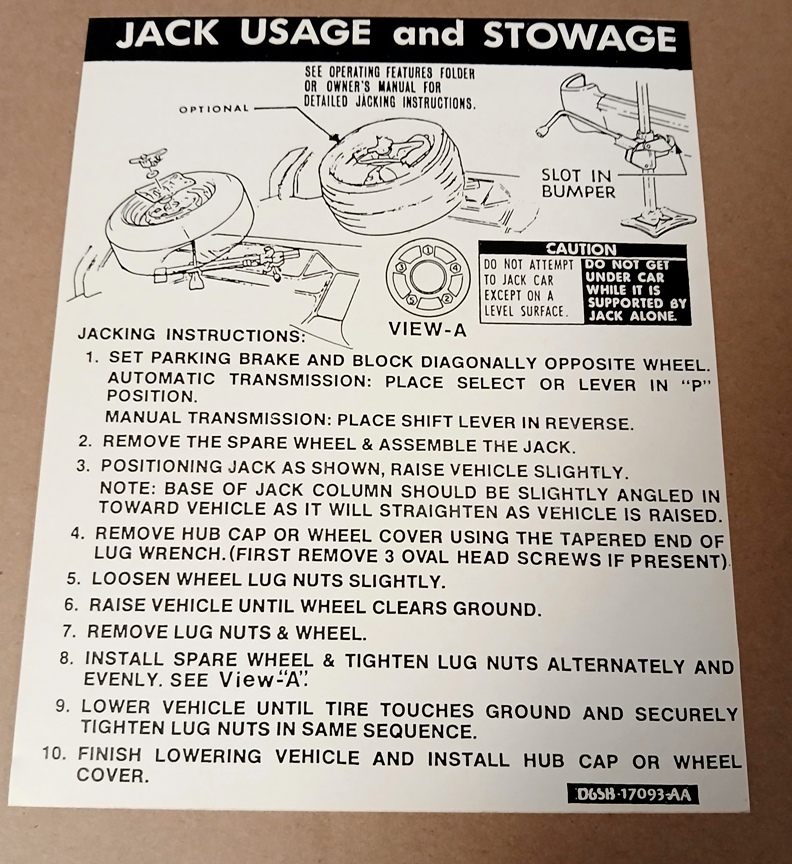 JACK USAGE and STOWAGE
SEE OPERATING FEATURES FOLDER
OR OWNER'S MANUAL FOR
DETAILED JACKING INSTRUCTIONS.
OPTIONAL
SLOT IN
BUMPER
1
4
2
5
3
VIEW-A
CAUTION
DO NOT ATTEMPT
TO JACK CAR
EXCEPT ON A
LEVEL SURFACE.
DO NOT GET
UNDER CAR
WHILE IT IS
SUPPORTED BY
JACK ALONE.
JACKING INSTRUCTIONS:
1. SET PARKING BRAKE AND BLOCK DIAGONALLY OPPOSITE WHEEL.
AUTOMATIC TRANSMISSION: PLACE SELECT OR LEVER IN "P"
POSITION.
MANUAL TRANSMISSION: PLACE SHIFT LEVER IN REVERSE.
2. REMOVE THE SPARE WHEEL & ASSEMBLE THE JACK.
3. POSITIONING JACK AS SHOWN, RAISE VEHICLE SLIGHTLY.
NOTE: BASE OF JACK COLUMN SHOULD BE SLIGHTLY ANGLED IN
TOWARD VEHICLE AS IT WILL STRAIGHTEN AS VEHICLE IS RAISED.
4. REMOVE HUB CAP OR WHEEL COVER USING THE TAPERED END OF
LUG WRENCH. (FIRST REMOVE 3 OVAL HEAD SCREWS IF PRESENT).
5. LOOSEN WHEEL LUG NUTS SLIGHTLY.
6. RAISE VEHICLE UNTIL WHEEL CLEARS GROUND.
7. REMOVE LUG NUTS & WHEEL.
8. INSTALL SPARE WHEEL & TIGHTEN LUG NUTS ALTERNATELY AND
EVENLY. SEE View-"A".
9. LOWER VEHICLE UNTIL TIRE TOUCHES GROUND AND SECURELY
TIGHTEN LUG NUTS IN SAME SEQUENCE.
10. FINISH LOWERING VEHICLE AND INSTALL HUB CAP OR WHEEL
COVER.
D6SB-17093-AA